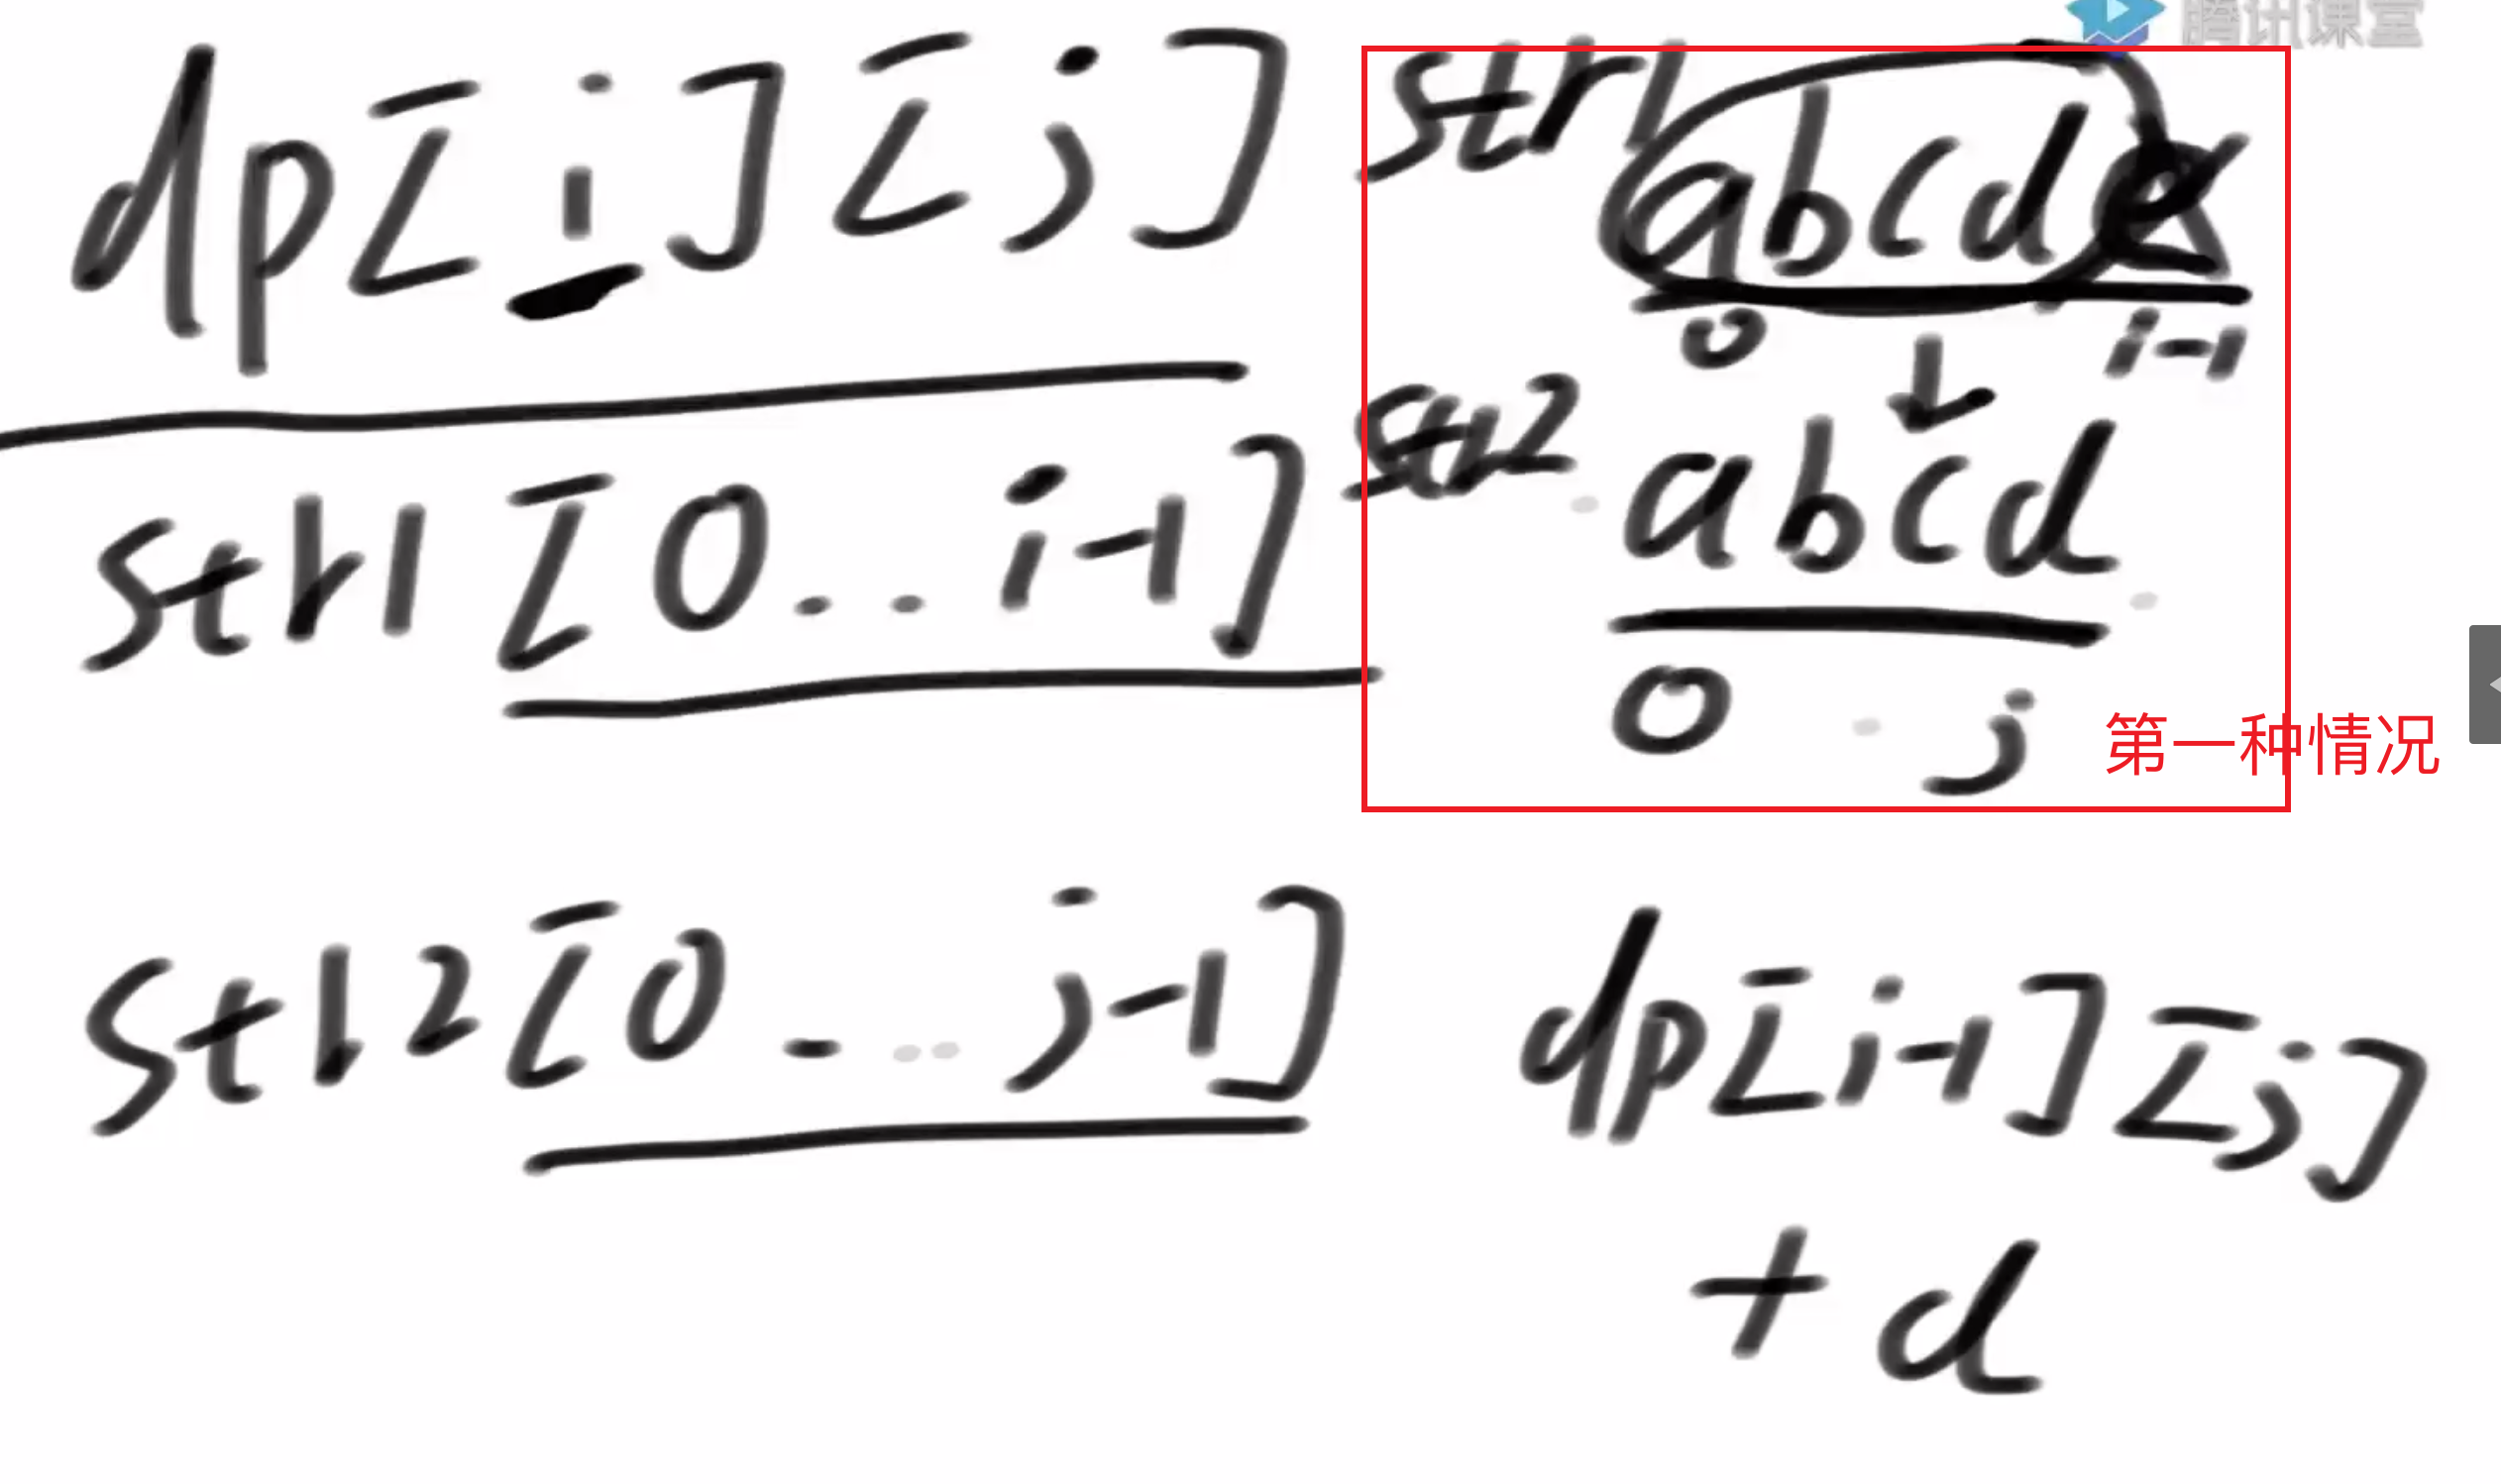 腾讯课堂
dp[i][j]
str1[0...i-1]
str2[0...j-1]
str1
abcde
0 i-1
str2
abcd
0 j
第一种情况
dp[i-1][j]
+d